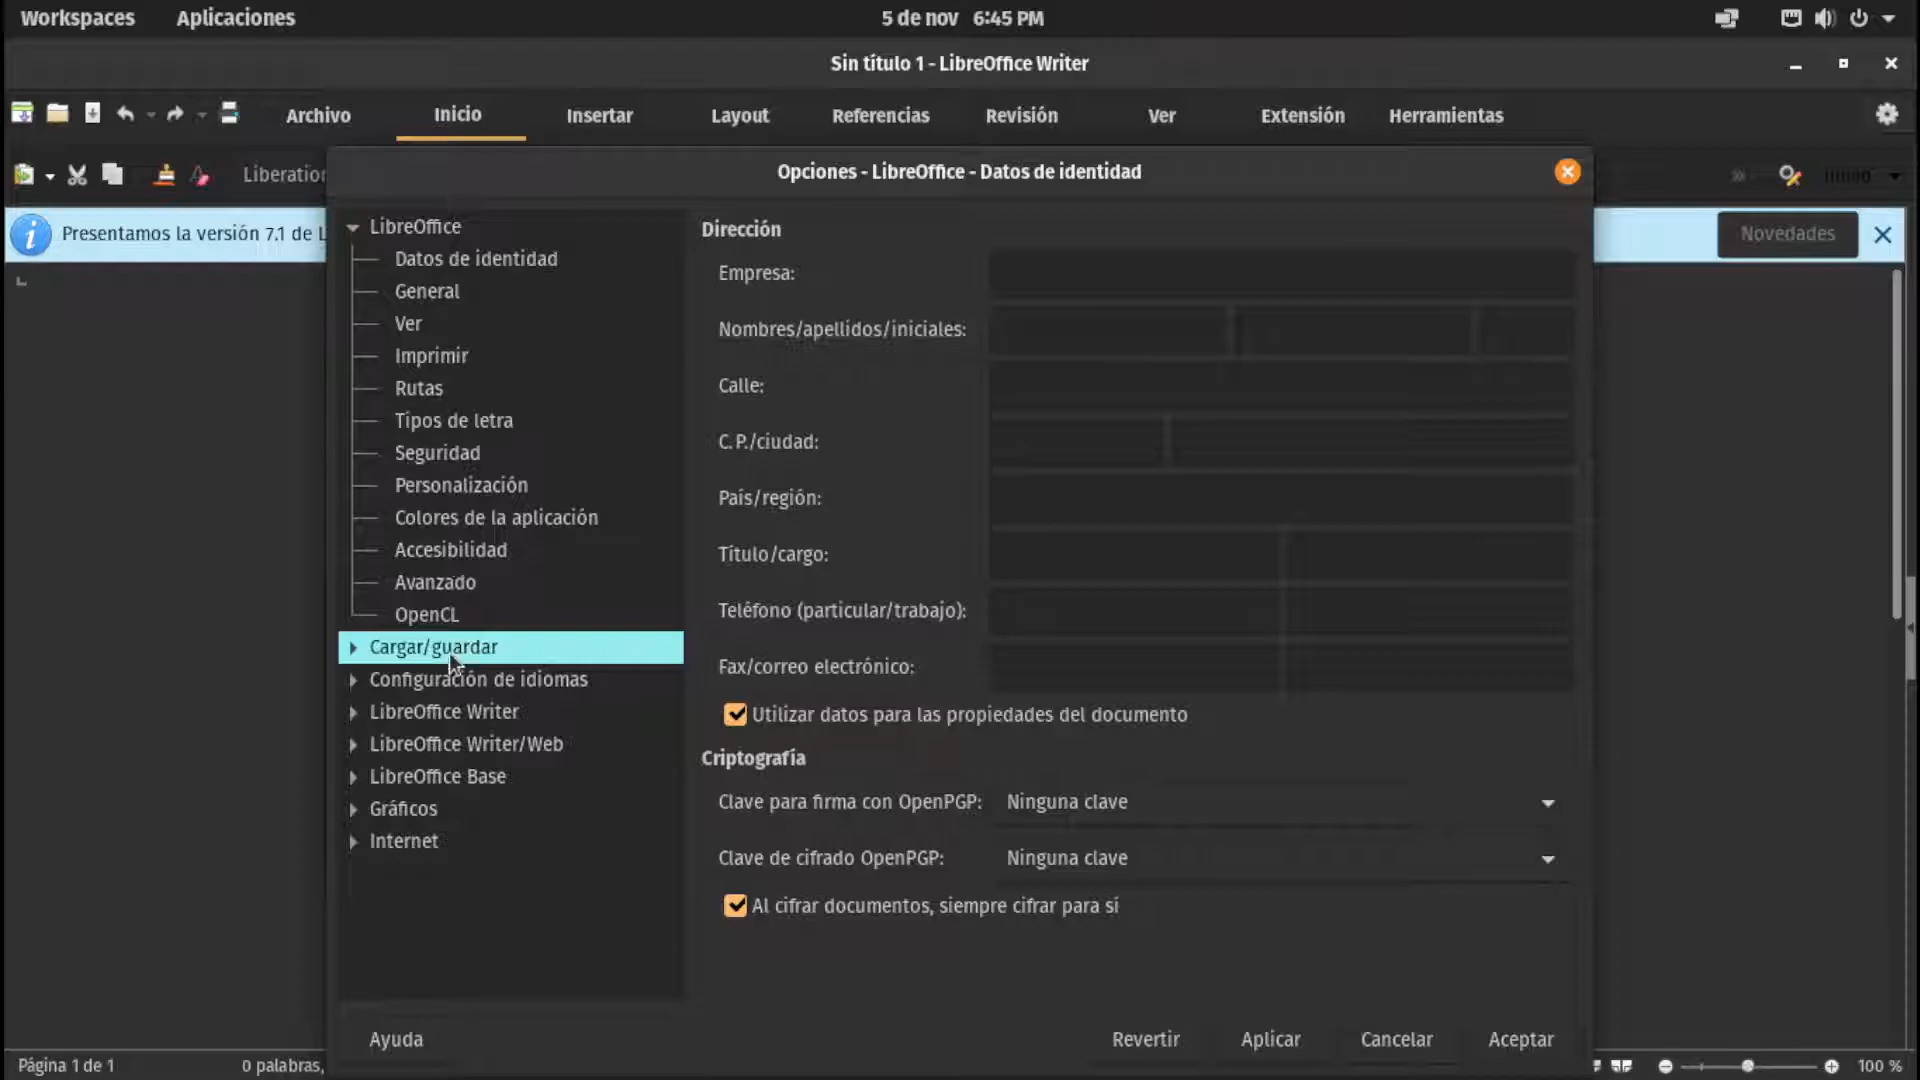 Workspaces Aplicaciones 5 de nov 6:45 PM
Sin título 1 - LibreOffice Writer
Archivo Inicio Insertar Layout Referencias Revisión Ver Extensión Herramientas
Liberation
Opciones - LibreOffice - Datos de identidad
Presentamos la versión 7.1 de L
Novedades
LibreOffice
Datos de identidad
General
Ver
Imprimir
Rutas
Tipos de letra
Seguridad
Personalización
Colores de la aplicación
Accesibilidad
Avanzado
OpenCL
Cargar/guardar
Configuración de idiomas
LibreOffice Writer
LibreOffice Writer/Web
LibreOffice Base
Gráficos
Internet
Dirección
Empresa:
Nombres/apellidos/iniciales:
Calle:
C. P./ciudad:
País/región:
Título/cargo:
Teléfono (particular/trabajo):
Fax/correo electrónico:
Utilizar datos para las propiedades del documento
Criptografía
Clave para firma con OpenPGP: Ninguna clave
Clave de cifrado OpenPGP: Ninguna clave
Al cifrar documentos, siempre cifrar para sí
Ayuda Revertir Aplicar Cancelar Aceptar
Página 1 de 1 0 palabras, 100 %